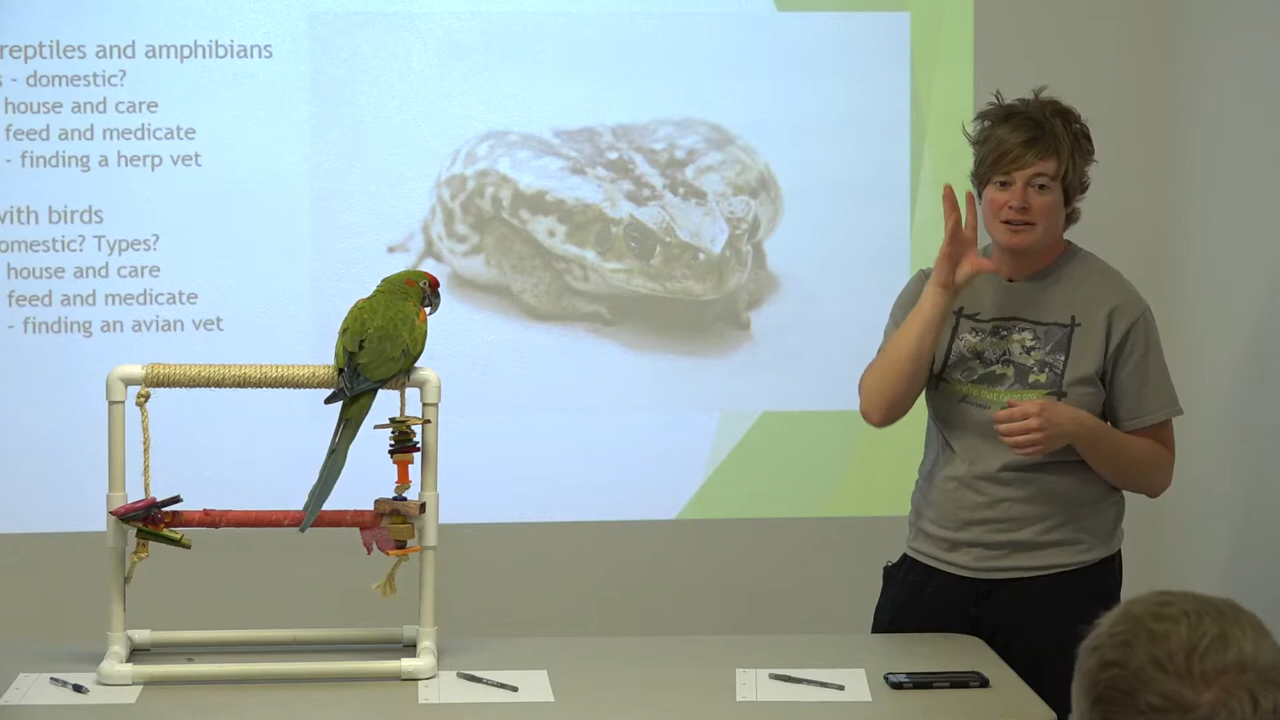 reptiles and amphibians
- domestic?
house and care
feed and medicate
- finding a herp vet
with birds
domestic? Types?
house and care
feed and medicate
- finding an avian vet